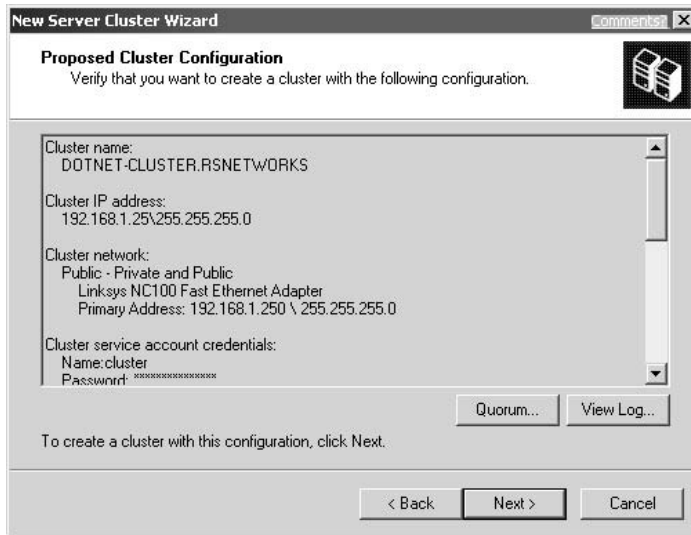 New Server Cluster Wizard
Comments?
Proposed Cluster Configuration
Verify that you want to create a cluster with the following configuration.
Cluster name:
DOTNET-CLUSTER.RSNETWORKS
Cluster IP address:
192.168.1.25\255.255.255.0
Cluster network:
Public - Private and Public
Linksys NC100 Fast Ethernet Adapter
Primary Address: 192.168.1.250 \ 255.255.255.0
Cluster service account credentials:
Name:cluster
Password: ***************
Quorum...
View Log...
To create a cluster with this configuration, click Next.
< Back
Next >
Cancel